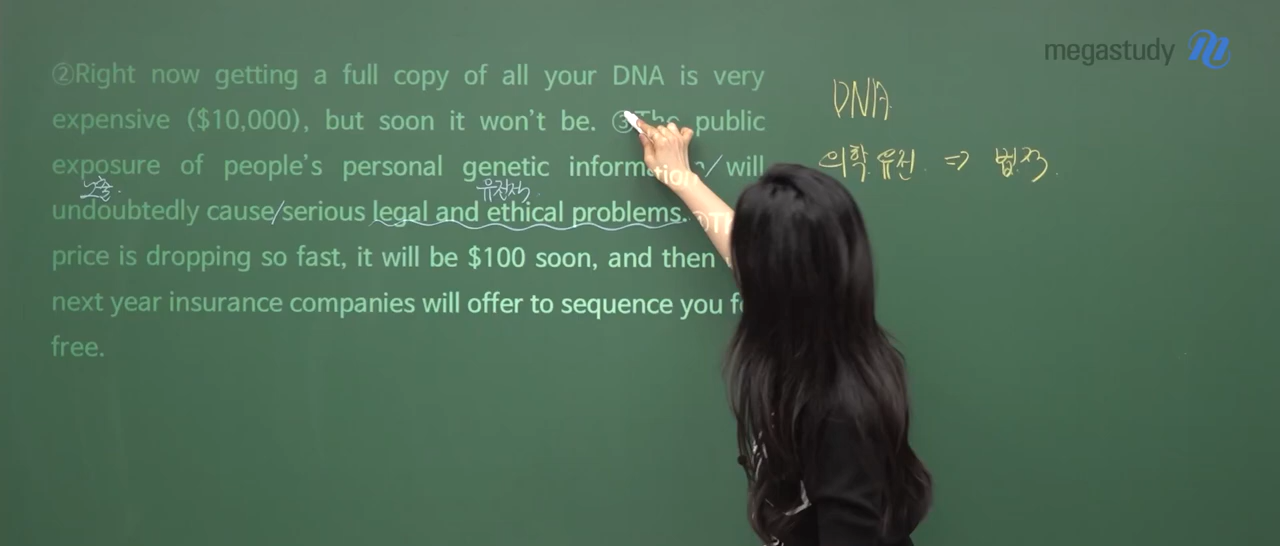 megastudy
②Right now getting a full copy of all your DNA is very
expensive ($10,000), but soon it won't be. ③The public
exposure of people's personal genetic information/ will
노출. 유전적.
undoubtedly cause/serious legal and ethical problems.
price is dropping so fast, it will be $100 soon, and then
next year insurance companies will offer to sequence you
free.
DNA
의학 유전 ⇒ 법적